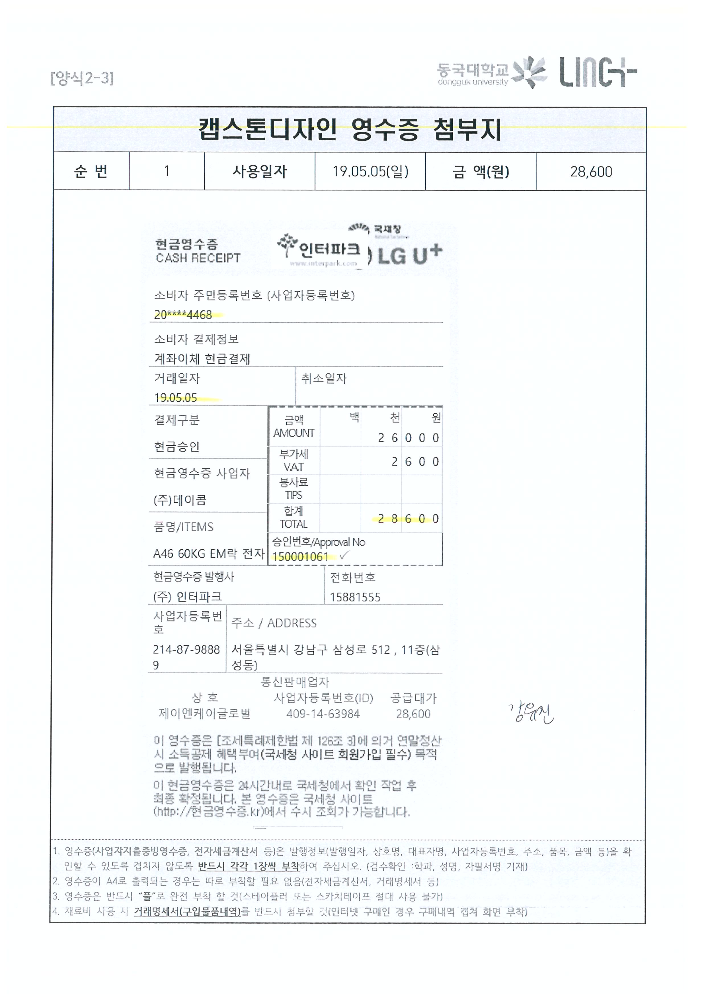 [양식2-3]
동국대학교
dongguk university
LINC+
캡스톤디자인 영수증 첨부지
순 번 1 사용일자 19.05.05(일) 금 액(원) 28,600
국세청
현금영수증
CASH RECEIPT
인터파크
www.interpark.com
LG U+
소비자 주민등록번호 (사업자등록번호)
20****4468
소비자 결제정보
계좌이체 현금결제
거래일자 취소일자
19.05.05
결제구분
현금승인
현금영수증 사업자
(주)데이콤
품명/ITEMS
A46 60KG EM락 전자
금액 백 천 원
AMOUNT 2 6 0 0 0
부가세
V.A.T 2 6 0 0
봉사료
TIPS
합계
TOTAL 2 8 6 0 0
승인번호/Approval No
150001061 ✓
현금영수증 발행사 전화번호
(주) 인터파크 15881555
사업자등록번
호
주소 / ADDRESS
214-87-9888
9
서울특별시 강남구 삼성로 512 , 11층(삼
성동)
통신판매업자
상 호 사업자등록번호(ID) 공급대가
제이엔케이글로벌 409-14-63984 28,600
강유진
이 영수증은 [조세특례제한법 제 126조 3]에 의거 연말정산
시 소득공제 혜택부여(국세청 사이트 회원가입 필수) 목적
으로 발행됩니다.
이 현금영수증은 24시간내로 국세청에서 확인 작업 후
최종 확정됩니다. 본 영수증은 국세청 사이트
(http://현금영수증.kr)에서 수시 조회가 가능합니다.
1. 영수증(사업자지출증빙영수증, 전자세금계산서 등)은 발행정보(발행일자, 상호명, 대표자명, 사업자등록번호, 주소, 품목, 금액 등)을 확
인할 수 있도록 겹치지 않도록 반드시 각각 1장씩 부착하여 주십시오. (검수확인 :학과, 성명, 자필서명 기재)
2. 영수증이 A4로 출력되는 경우는 따로 부착할 필요 없음(전자세금계산서, 거래명세서 등)
3. 영수증은 반드시 “풀”로 완전 부착 할 것(스테이플러 또는 스카치테이프 절대 사용 불가)
4. 재료비 사용 시 거래명세서(구입물품내역)를 반드시 첨부할 것(인터넷 구매인 경우 구매내역 캡쳐 화면 부착)